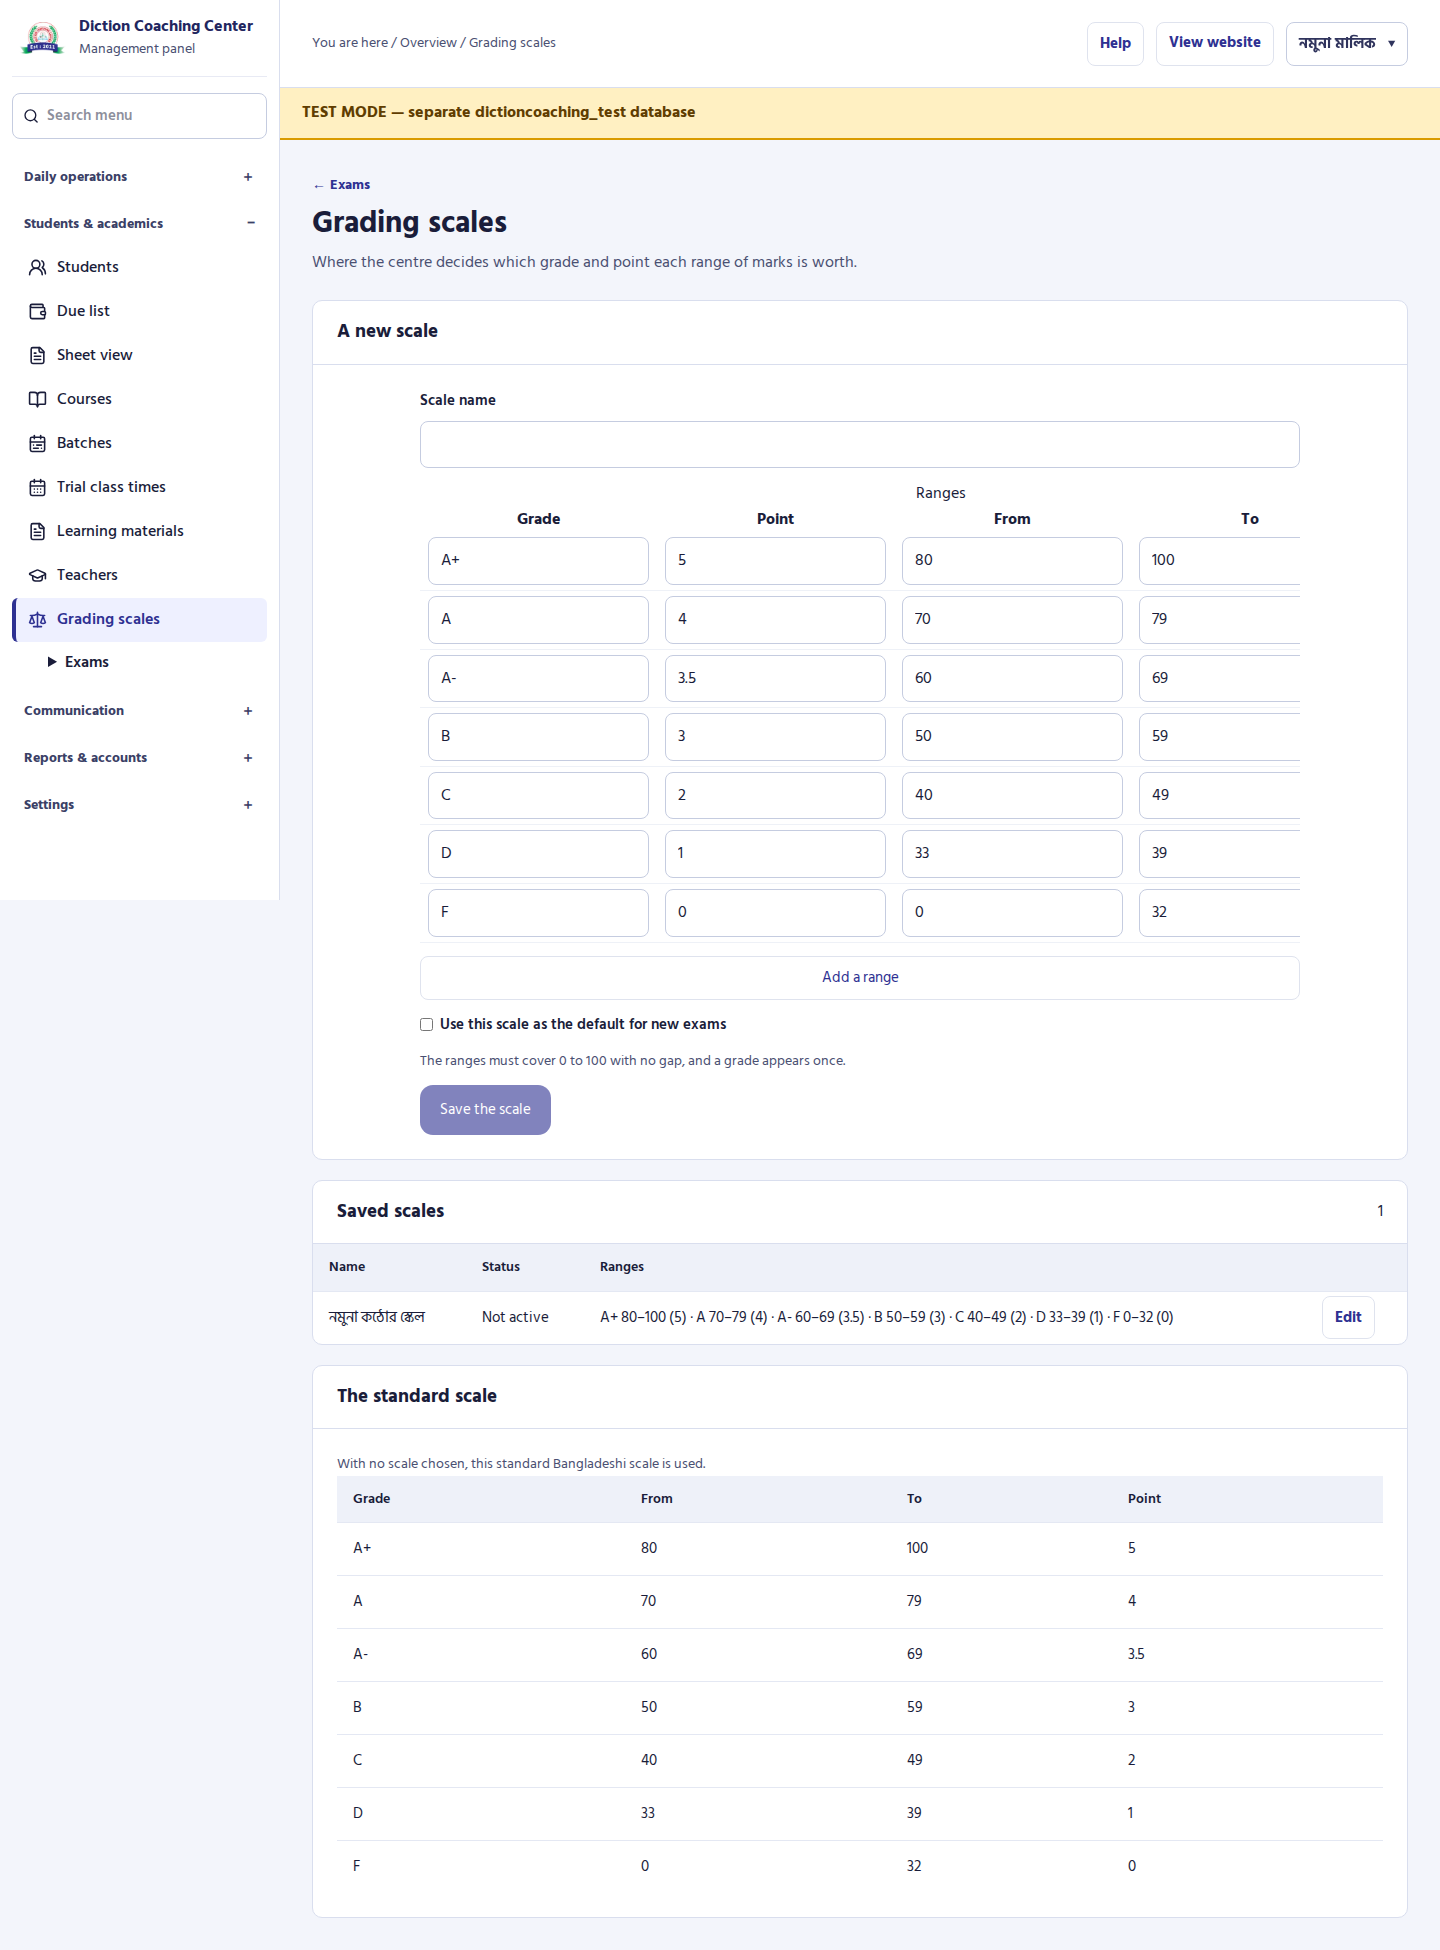 Diction Coaching Center
Management panel
Est : 2011
Search menu
Daily operations +
Students & academics −
Students
Due list
Sheet view
Courses
Batches
Trial class times
Learning materials
Teachers
Grading scales
▶ Exams
Communication +
Reports & accounts +
Settings +
You are here / Overview / Grading scales
Help
View website
নমুনা মালিক ▾
TEST MODE — separate dictioncoaching_test database
← Exams
Grading scales
Where the centre decides which grade and point each range of marks is worth.
A new scale
Scale name
Ranges
Grade Point From To
A+ 5 80 100
A 4 70 79
A- 3.5 60 69
B 3 50 59
C 2 40 49
D 1 33 39
F 0 0 32
Add a range
Use this scale as the default for new exams
The ranges must cover 0 to 100 with no gap, and a grade appears once.
Save the scale
Saved scales 1
Name Status Ranges
নমুনা কঠোর স্কেল Not active A+ 80–100 (5) · A 70–79 (4) · A- 60–69 (3.5) · B 50–59 (3) · C 40–49 (2) · D 33–39 (1) · F 0–32 (0) Edit
The standard scale
With no scale chosen, this standard Bangladeshi scale is used.
Grade From To Point
A+ 80 100 5
A 70 79 4
A- 60 69 3.5
B 50 59 3
C 40 49 2
D 33 39 1
F 0 32 0